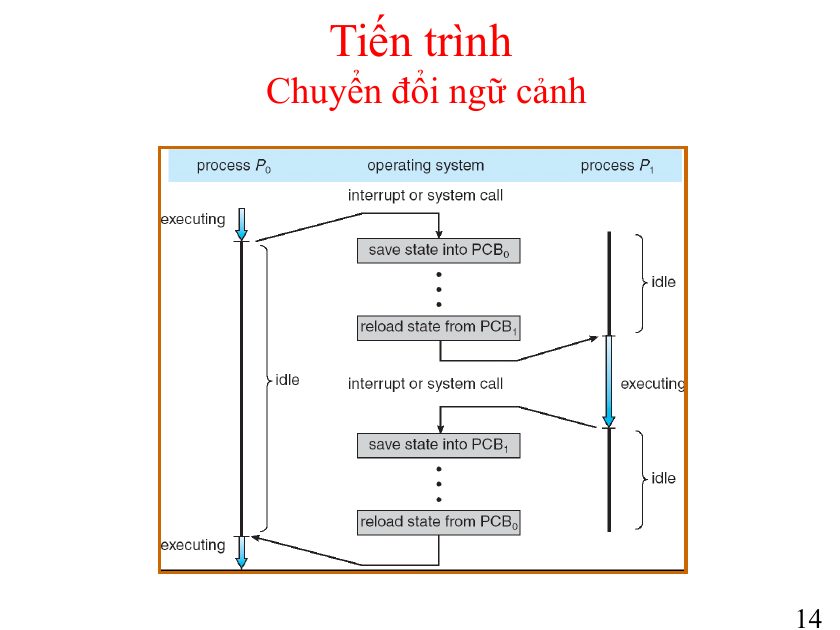 Tiến trình
Chuyển đổi ngữ cảnh
process P₀ operating system process P₁
interrupt or system call
executing
save state into PCB₀
idle
reload state from PCB₁
idle
interrupt or system call
executing
save state into PCB₁
idle
reload state from PCB₀
executing
14